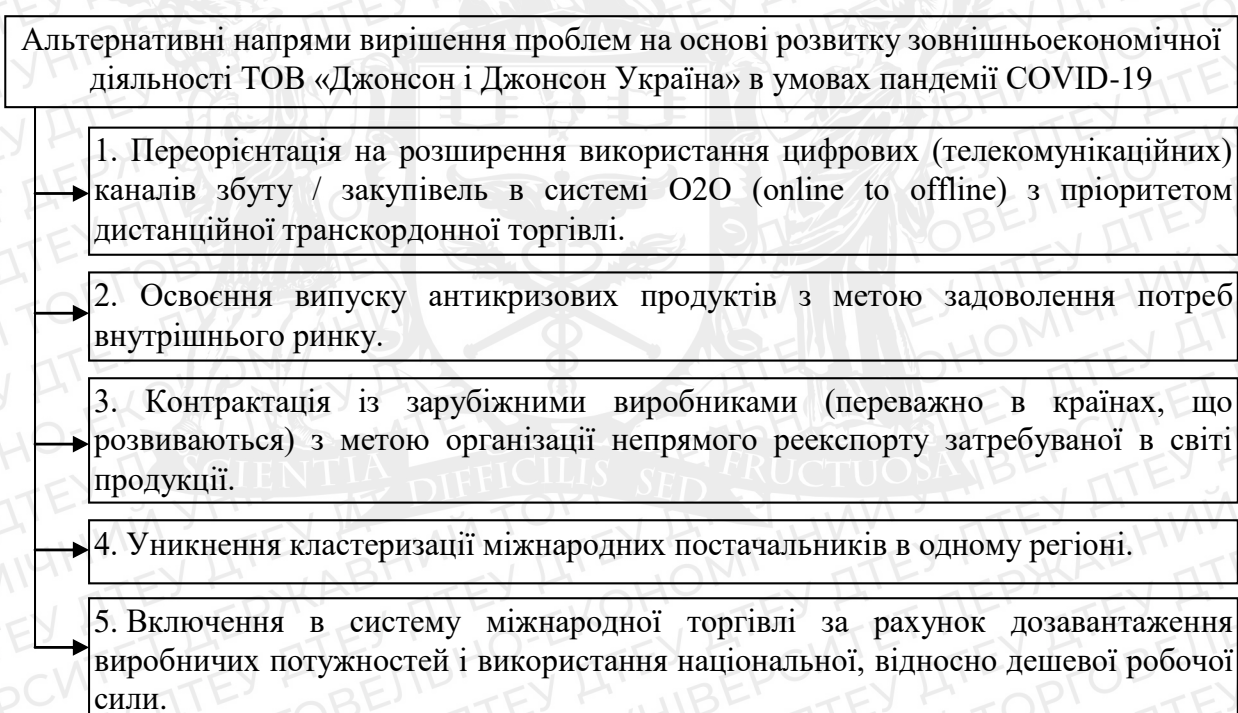 Альтернативні напрями вирішення проблем на основі розвитку зовнішньоекономічної
діяльності ТОВ «Джонсон і Джонсон Україна» в умовах пандемії COVID-19
1. Переорієнтація на розширення використання цифрових (телекомунікаційних)
каналів збуту / закупівель в системі О2О (online to offline) з пріоритетом
дистанційної транскордонної торгівлі.
2. Освоєння випуску антикризових продуктів з метою задоволення потреб
внутрішнього ринку.
3. Контрактація із зарубіжними виробниками (переважно в країнах, що
розвиваються) з метою організації непрямого реекспорту затребуваної в світі
продукції.
SCIENTIA DIFFICILIS SED FRUCTUOSA
4. Уникнення кластеризації міжнародних постачальників в одному регіоні.
5. Включення в систему міжнародної торгівлі за рахунок дозавантаження
виробничих потужностей і використання національної, відносно дешевої робочої
сили.